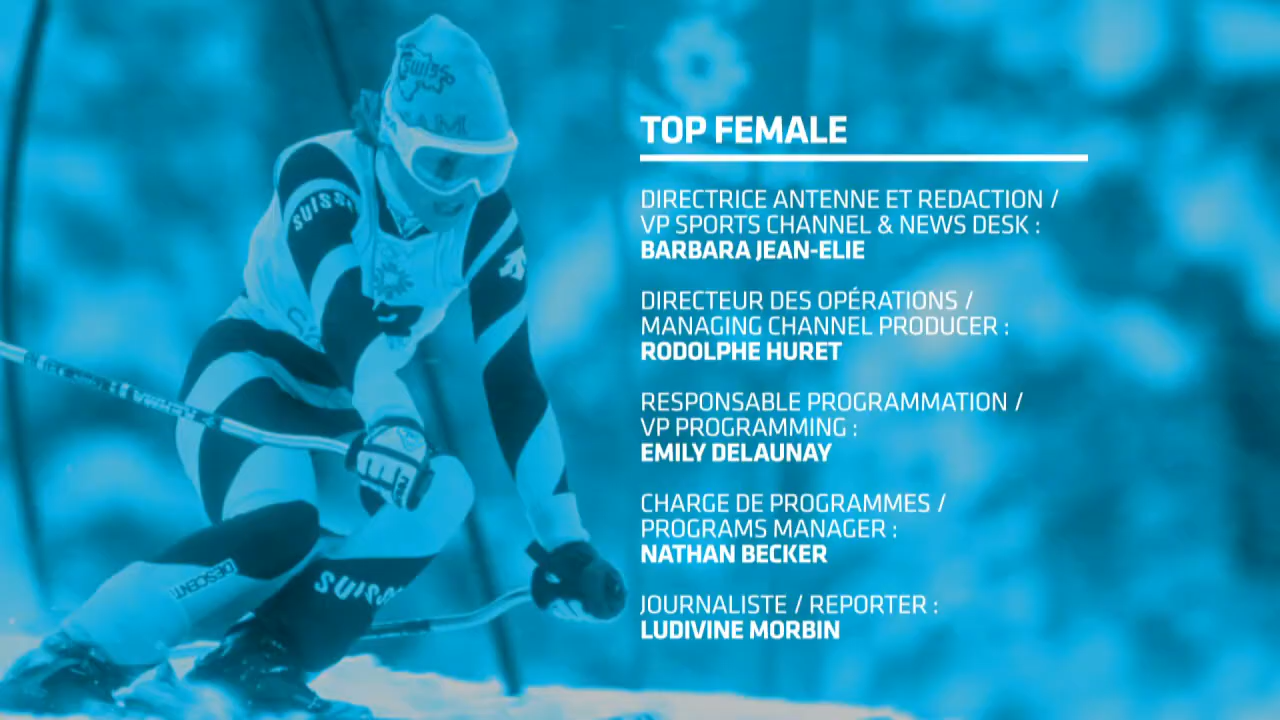 SWISS
TEAM
SUISSE
DESCENTE
SUISSE
TOP FEMALE
DIRECTRICE ANTENNE ET REDACTION /
VP SPORTS CHANNEL & NEWS DESK :
BARBARA JEAN-ELIE
DIRECTEUR DES OPÉRATIONS /
MANAGING CHANNEL PRODUCER :
RODOLPHE HURET
RESPONSABLE PROGRAMMATION /
VP PROGRAMMING :
EMILY DELAUNAY
CHARGE DE PROGRAMMES /
PROGRAMS MANAGER :
NATHAN BECKER
JOURNALISTE / REPORTER :
LUDIVINE MORBIN